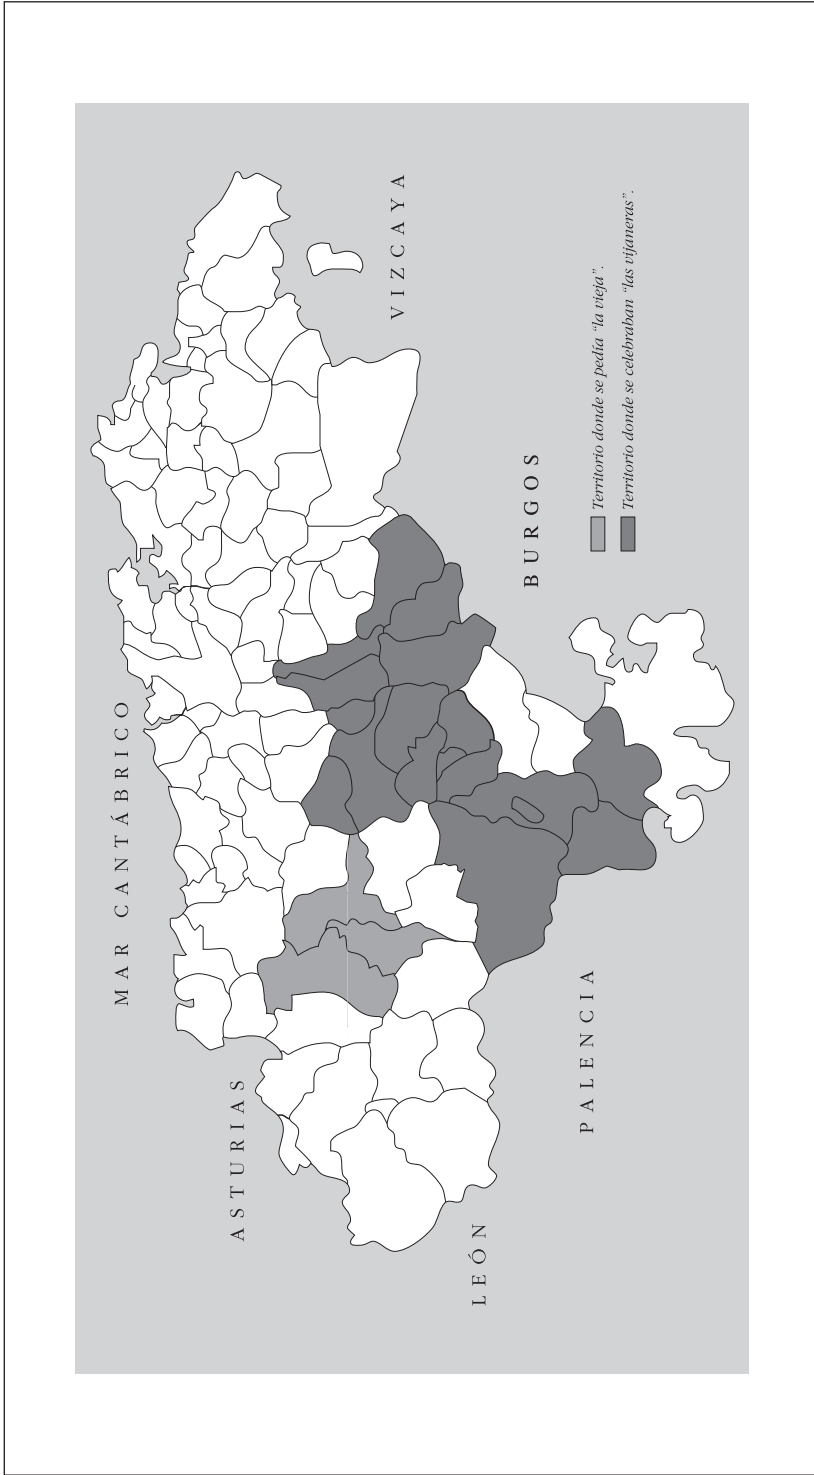 MAR CANTÁBRICO
VIZCAYA
ASTURIAS
BURGOS
LEÓN
PALENCIA
Territorio donde se pedía “la vieja”.
Territorio donde se celebraban “las vijaneras”.